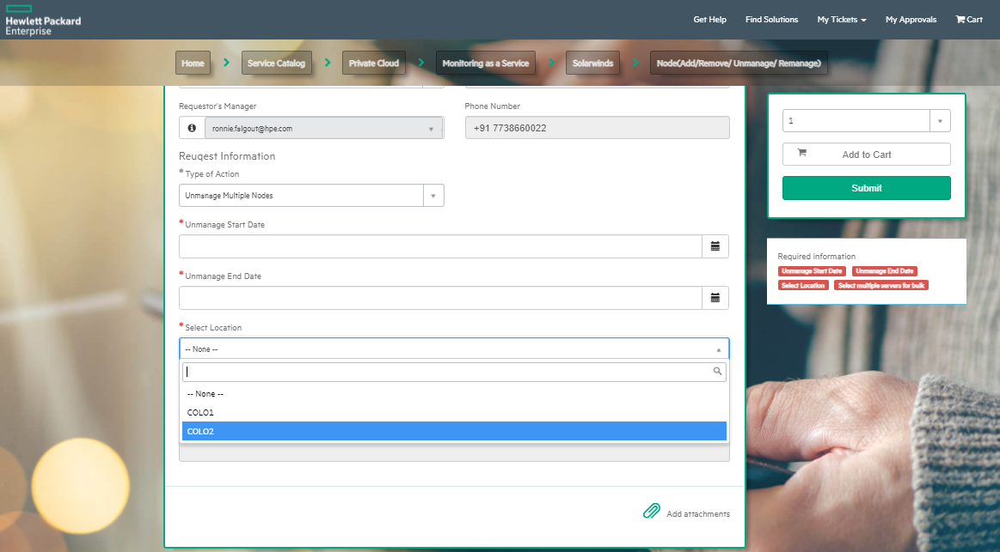 Hewlett Packard
Enterprise
Get Help
Find Solutions
My Tickets
My Approvals
Cart
Home
Service Catalog
Private Cloud
Monitoring as a Service
Solarwinds
Node(Add/Remove/ Unmanage/ Remanage)
Requestor's Manager
Phone Number
ronnie.falgout@hpe.com
+91 7738660022
Reuqest Information
* Type of Action
Unmanage Multiple Nodes
* Unmanage Start Date
* Unmanage End Date
* Select Location
-- None --
-- None --
COLO1
COLO2
Add attachments
1
Add to Cart
Submit
Required information
Unmanage Start Date
Unmanage End Date
Select Location
Select multiple servers for bulk